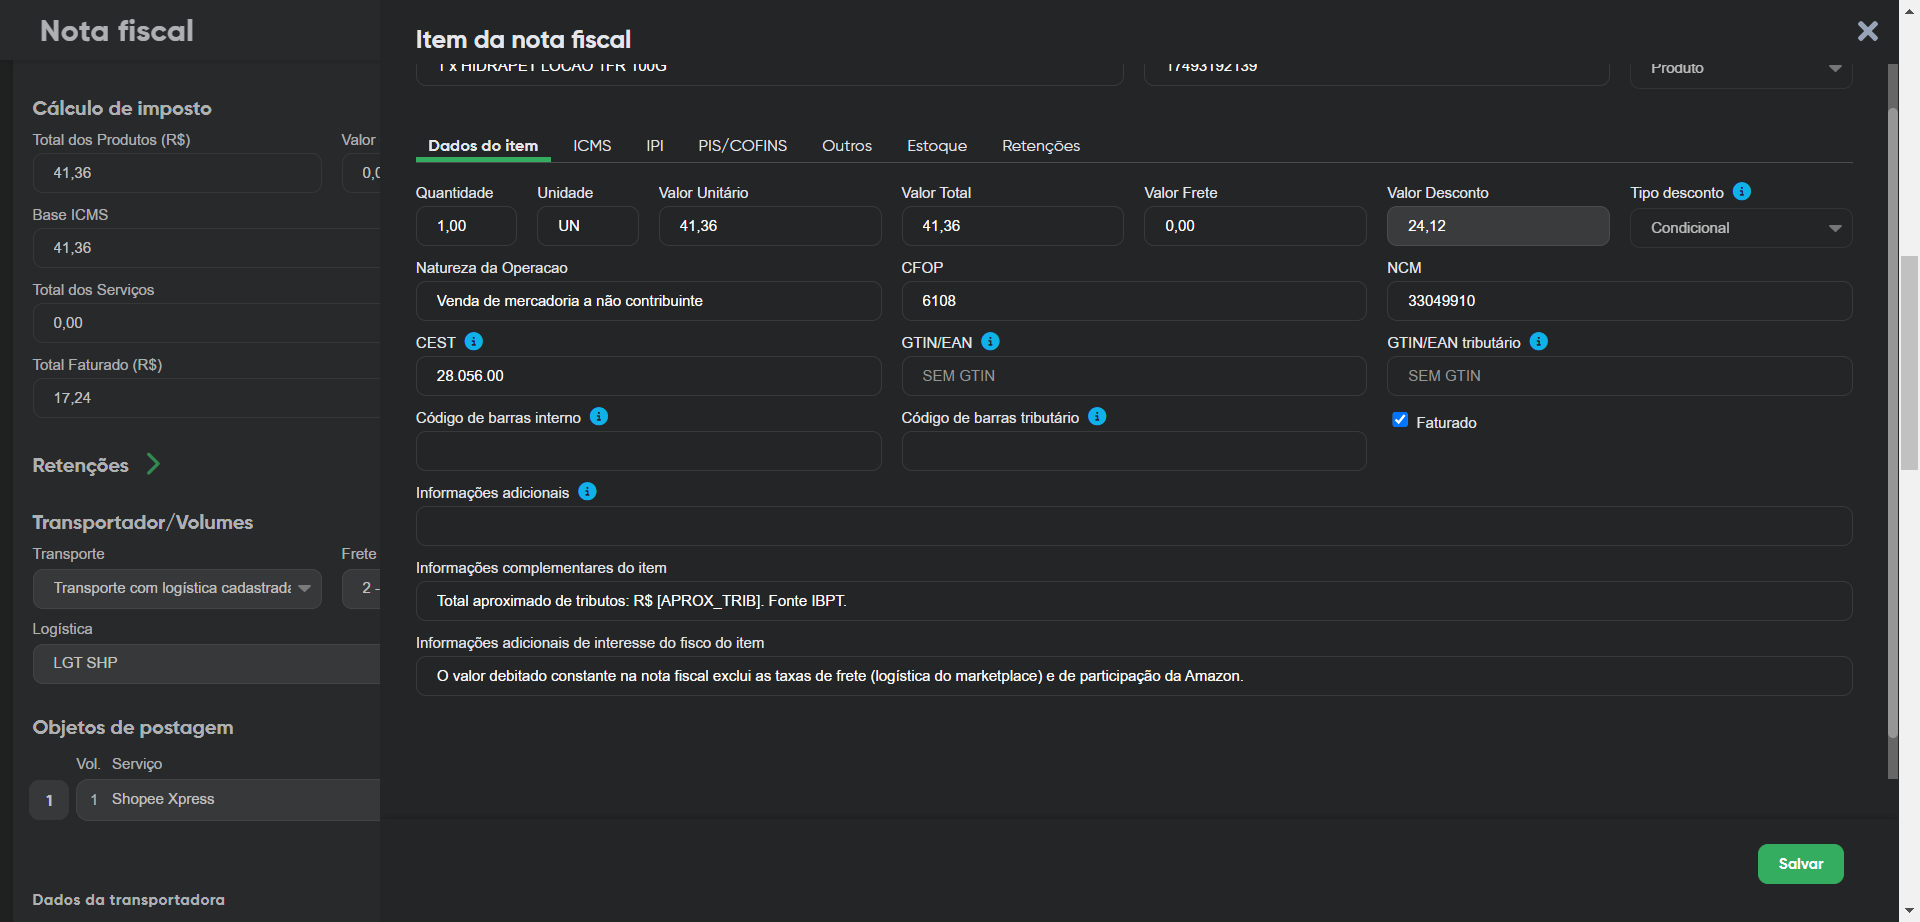 Nota fiscal
Cálculo de imposto
Total dos Produtos (R$)
Valor
41,36
0,0
Base ICMS
41,36
Total dos Serviços
0,00
Total Faturado (R$)
17,24
Retenções
Transportador/Volumes
Transporte
Frete
Transporte com logística cadastrada
2 -
Logística
LGT SHP
Objetos de postagem
Vol. Serviço
1
1 Shopee Xpress
Dados da transportadora
Item da nota fiscal
1 x HIDRAPET LOCAO 1FR 100G
17493192139
Produto
Dados do item ICMS IPI PIS/COFINS Outros Estoque Retenções
Quantidade Unidade Valor Unitário Valor Total Valor Frete Valor Desconto Tipo desconto
1,00 UN 41,36 41,36 0,00 24,12 Condicional
Natureza da Operacao CFOP NCM
Venda de mercadoria a não contribuinte 6108 33049910
CEST GTIN/EAN GTIN/EAN tributário
28.056.00 SEM GTIN SEM GTIN
Código de barras interno Código de barras tributário Faturado
Informações adicionais
Informações complementares do item
Total aproximado de tributos: R$ [APROX_TRIB]. Fonte IBPT.
Informações adicionais de interesse do fisco do item
O valor debitado constante na nota fiscal exclui as taxas de frete (logística do marketplace) e de participação da Amazon.
Salvar